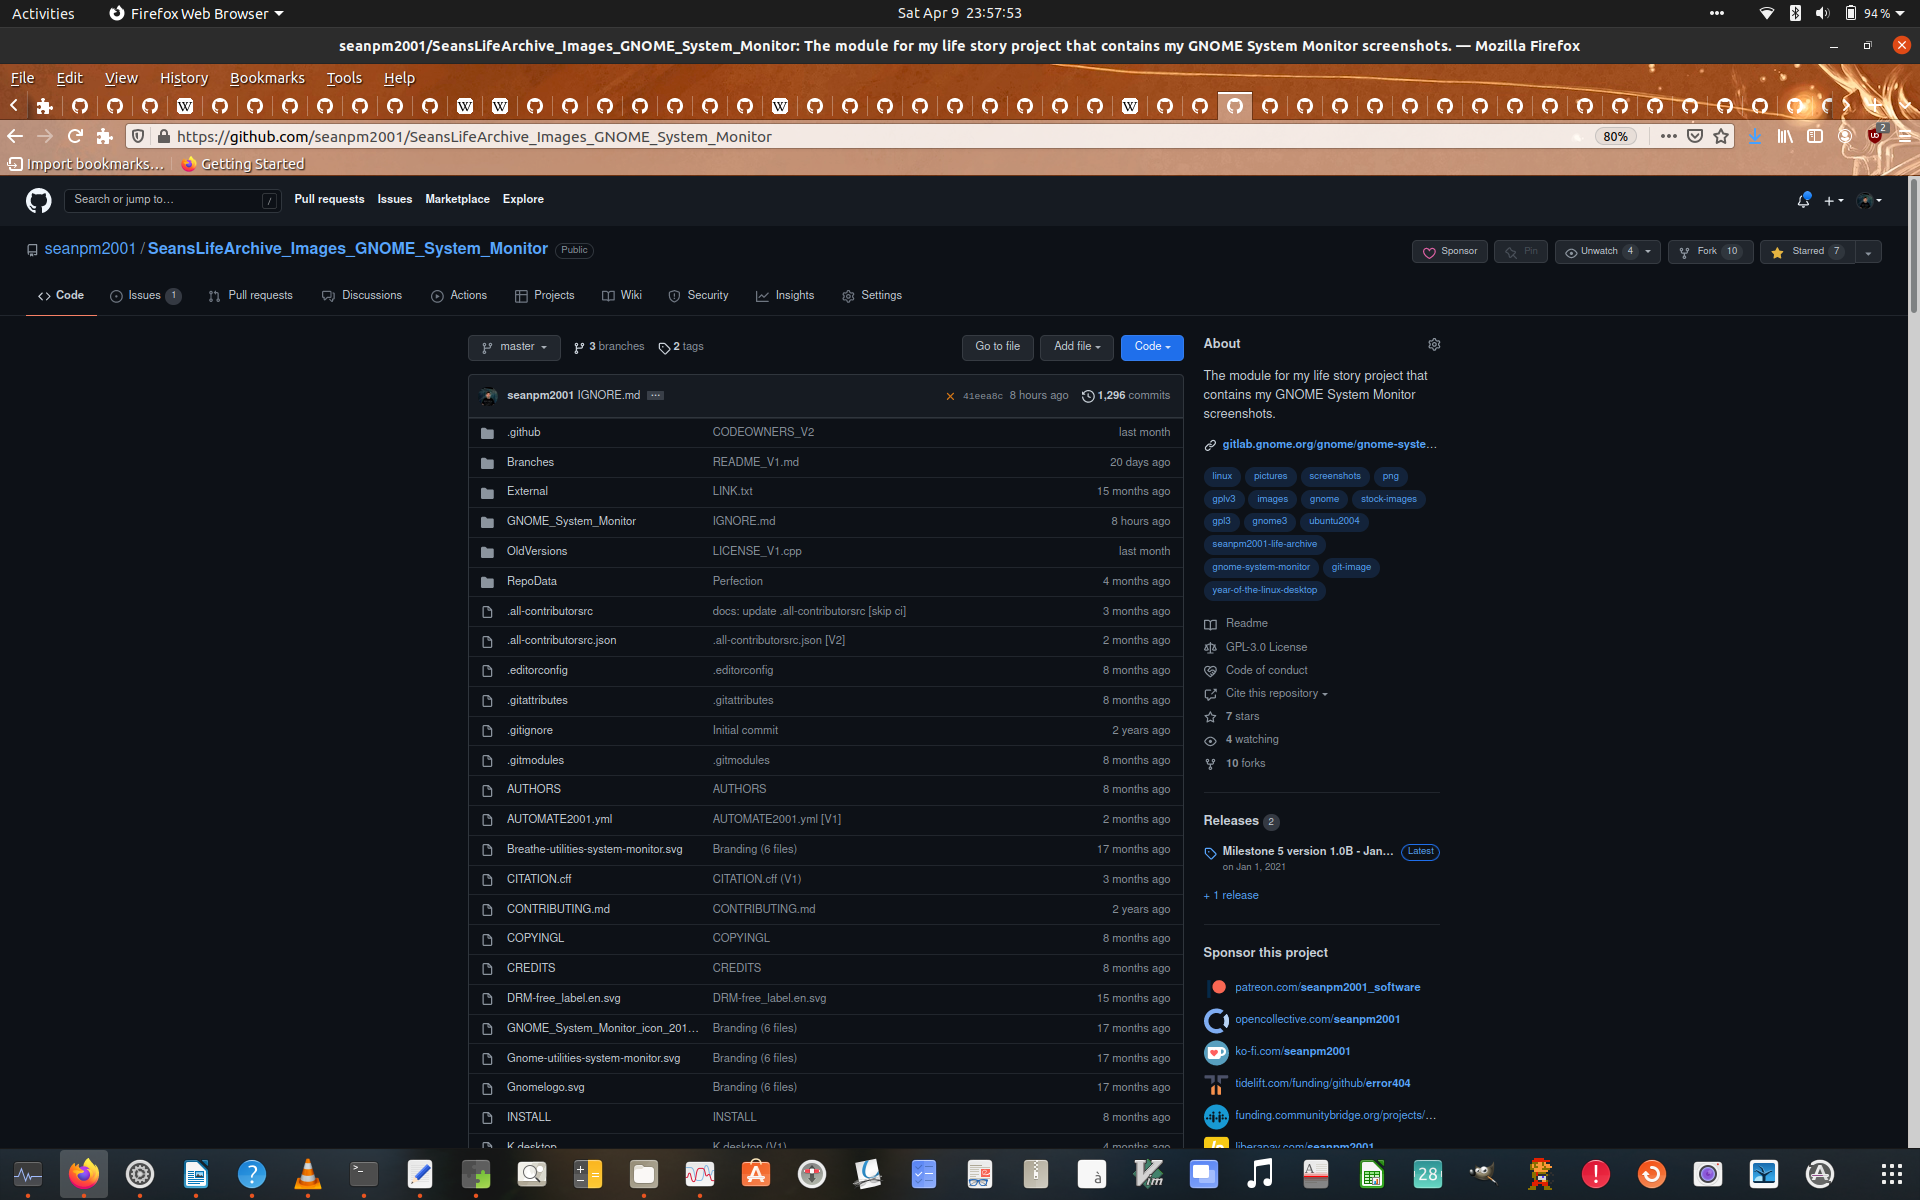 Activities
Firefox Web Browser
Sat Apr 9 23:57:53
94 %
seanpm2001/SeansLifeArchive_Images_GNOME_System_Monitor: The module for my life story project that contains my GNOME System Monitor screenshots. — Mozilla Firefox
File Edit View History Bookmarks Tools Help
https://github.com/seanpm2001/SeansLifeArchive_Images_GNOME_System_Monitor
80%
2
Import bookmarks…
Getting Started
Search or jump to…
/
Pull requests Issues Marketplace Explore
seanpm2001 / SeansLifeArchive_Images_GNOME_System_Monitor Public
Sponsor
Pin
Unwatch 4
Fork 10
Starred 7
Code
Issues 1
Pull requests
Discussions
Actions
Projects
Wiki
Security
Insights
Settings
master
3 branches
2 tags
Go to file
Add file
Code
seanpm2001 IGNORE.md …
41eea8c 8 hours ago
1,296 commits
.github CODEOWNERS_V2 last month
Branches README_V1.md 20 days ago
External LINK.txt 15 months ago
GNOME_System_Monitor IGNORE.md 8 hours ago
OldVersions LICENSE_V1.cpp last month
RepoData Perfection 4 months ago
.all-contributorsrc docs: update .all-contributorsrc [skip ci] 3 months ago
.all-contributorsrc.json .all-contributorsrc.json [V2] 2 months ago
.editorconfig .editorconfig 8 months ago
.gitattributes .gitattributes 8 months ago
.gitignore Initial commit 2 years ago
.gitmodules .gitmodules 8 months ago
AUTHORS AUTHORS 8 months ago
AUTOMATE2001.yml AUTOMATE2001.yml [V1] 2 months ago
Breathe-utilities-system-monitor.svg Branding (6 files) 17 months ago
CITATION.cff CITATION.cff (V1) 3 months ago
CONTRIBUTING.md CONTRIBUTING.md 2 years ago
COPYINGL COPYINGL 8 months ago
CREDITS CREDITS 8 months ago
DRM-free_label.en.svg DRM-free_label.en.svg 15 months ago
GNOME_System_Monitor_icon_201… Branding (6 files) 17 months ago
Gnome-utilities-system-monitor.svg Branding (6 files) 17 months ago
Gnomelogo.svg Branding (6 files) 17 months ago
INSTALL INSTALL 8 months ago
K desktop K desktop (V1) 4 months ago
About
The module for my life story project that
contains my GNOME System Monitor
screenshots.
gitlab.gnome.org/gnome/gnome-syste…
linux pictures screenshots png
gplv3 images gnome stock-images
gpl3 gnome3 ubuntu2004
seanpm2001-life-archive
gnome-system-monitor git-image
year-of-the-linux-desktop
Readme
GPL-3.0 License
Code of conduct
Cite this repository
7 stars
4 watching
10 forks
Releases 2
Milestone 5 version 1.0B - Jan… Latest
on Jan 1, 2021
+ 1 release
Sponsor this project
patreon.com/seanpm2001_software
opencollective.com/seanpm2001
ko-fi.com/seanpm2001
tidelift.com/funding/github/error404
funding.communitybridge.org/projects/…
liberapay.com/seanpm2001
28